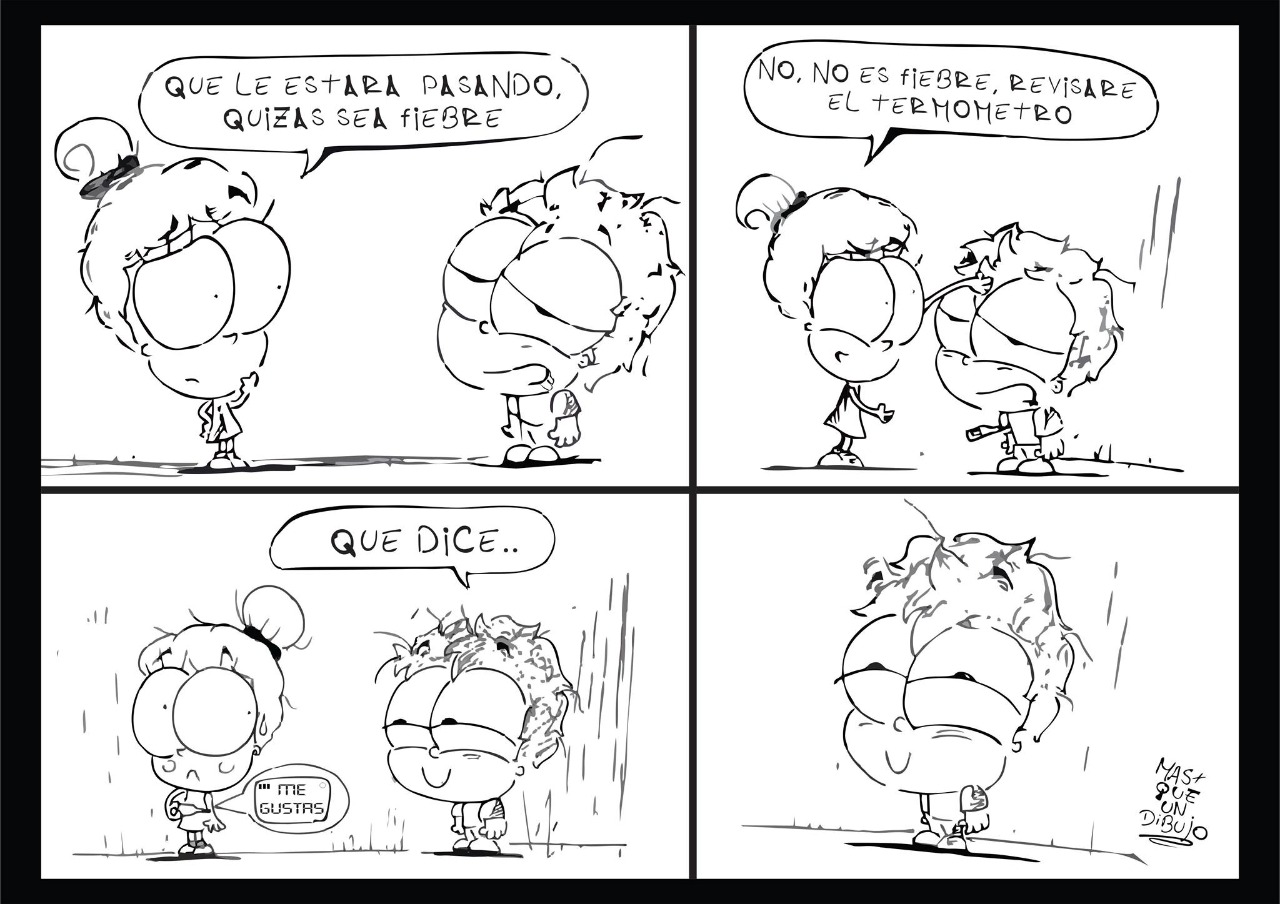 QUE LE ESTARA PASANDO,
QUIZAS SEA FIEBRE
NO, NO ES FIEBRE, REVISARE
EL TERMOMETRO
QUE DICE..
"' ME
GUSTAS
MAS
QUE
UN
DIBUJO